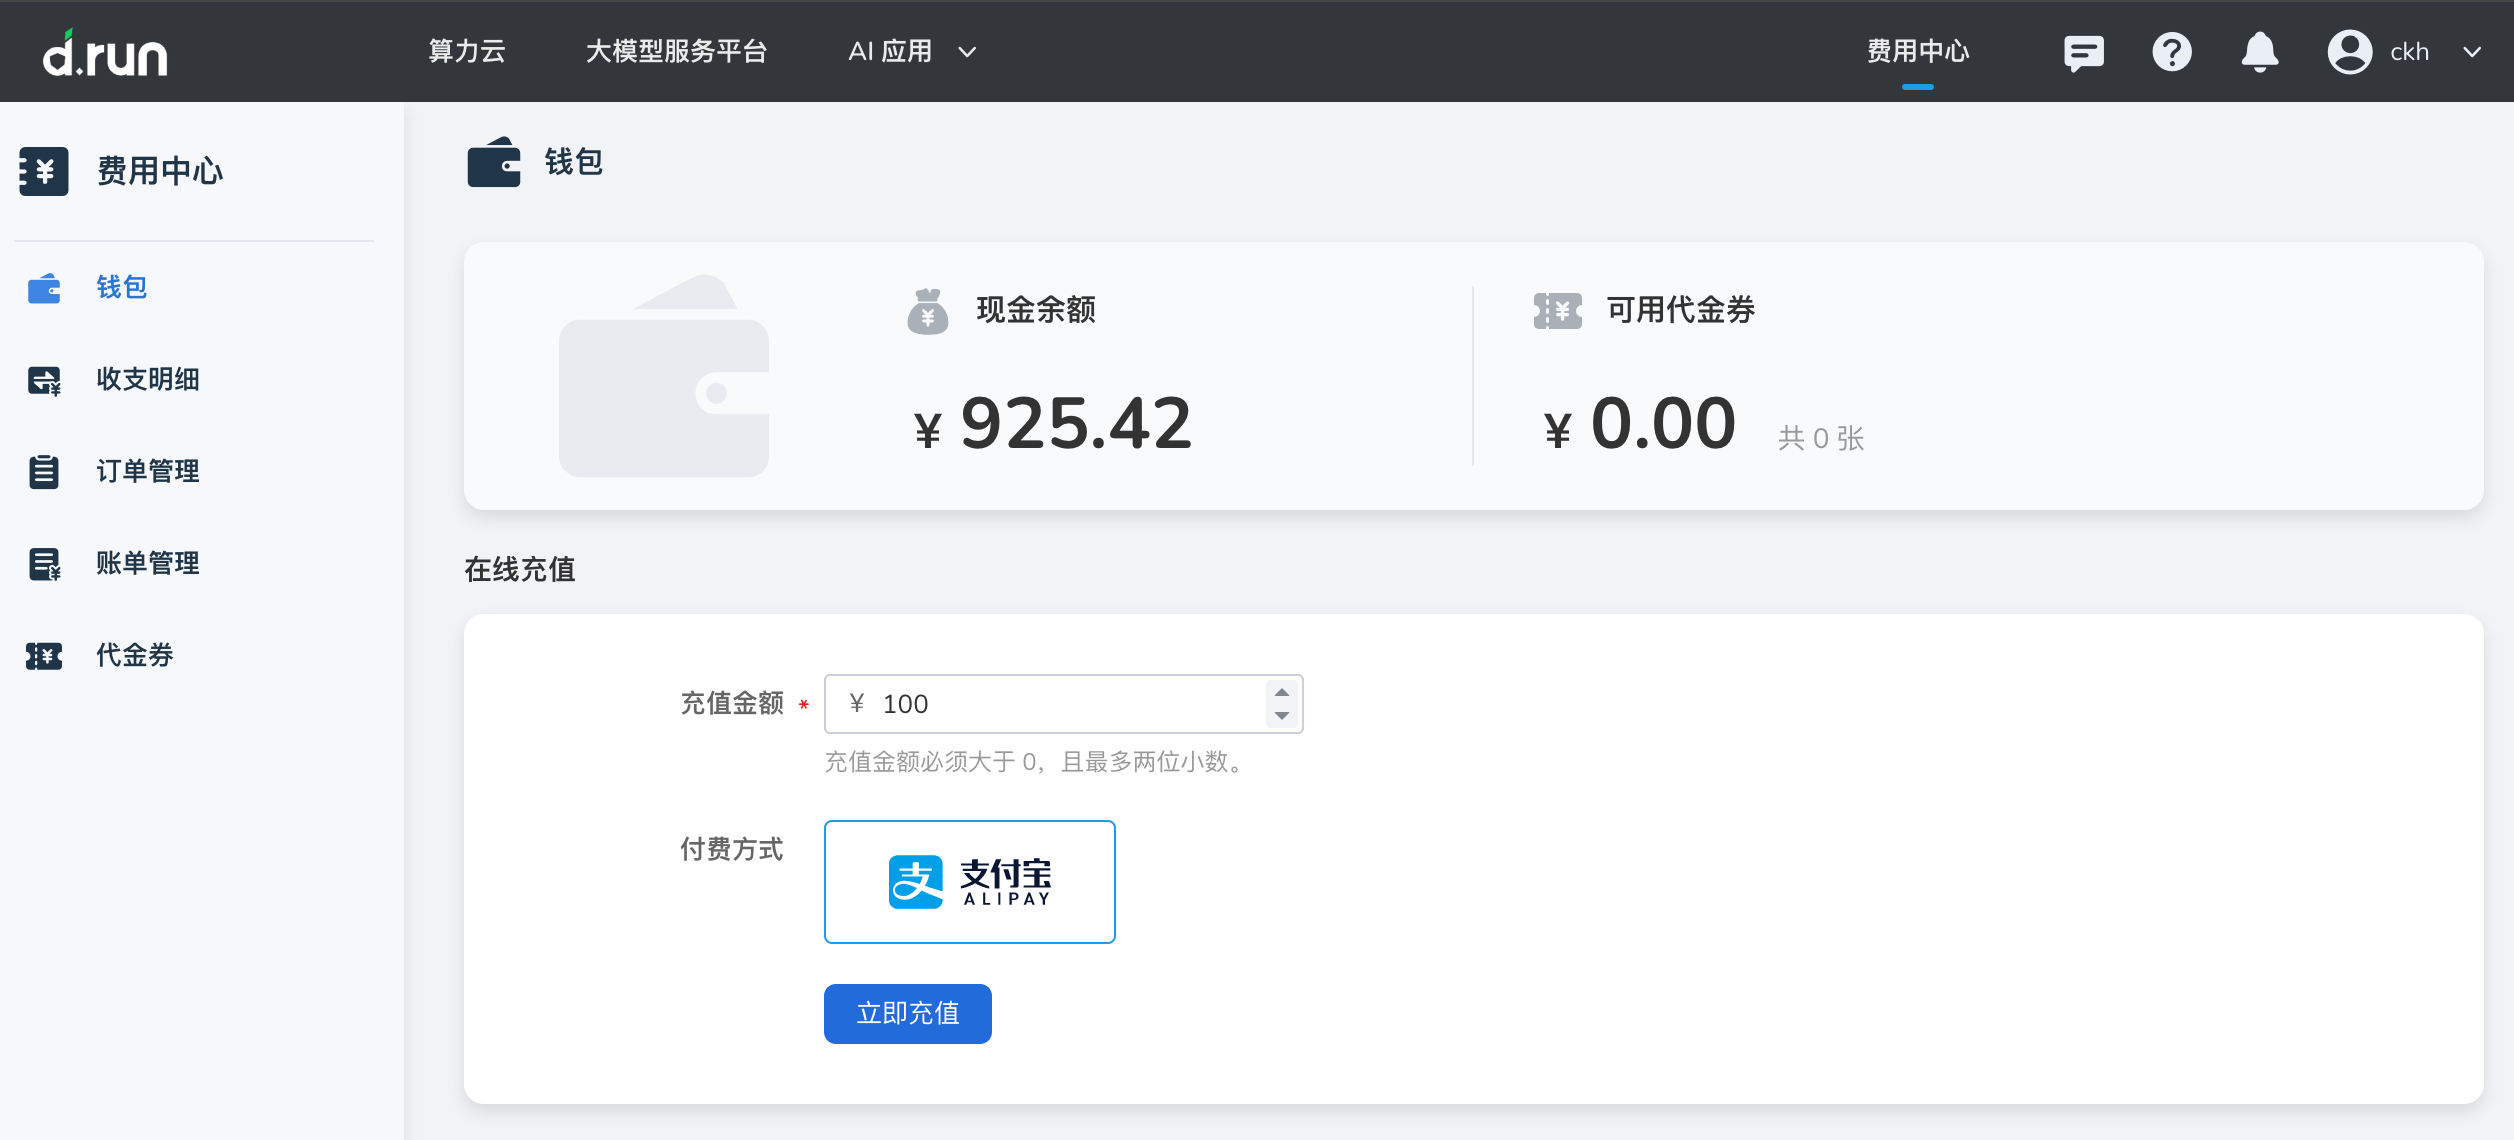 d.run
算力云
大模型服务平台
AI 应用
费用中心
ckh
费用中心
钱包
收支明细
订单管理
账单管理
代金券
钱包
现金余额
¥ 925.42
可用代金券
¥ 0.00 共 0 张
在线充值
充值金额 * ¥ 100
充值金额必须大于 0，且最多两位小数。
付费方式
支 支付宝
ALIPAY
立即充值